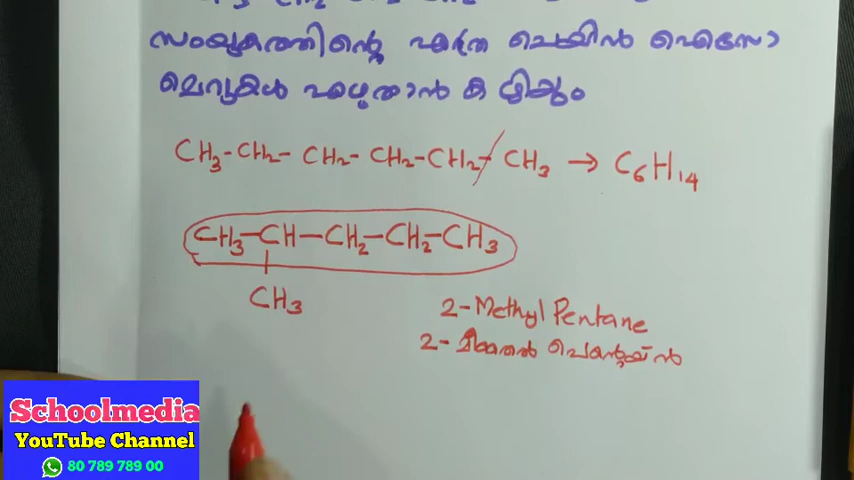 സംയുക്തത്തിന്റെ എത്ര ചെയിൻ ഐസോ
മെറുകൾ എഴുതാൻ കഴിയും
CH3-CH2-CH2-CH2-CH2-CH3 → C6H14
CH3-CH-CH2-CH2-CH3
CH3
2-Methyl Pentane
2-മീഥൈൽ പെന്റെയ്ൻ
Schoolmedia
YouTube Channel
80 789 789 00